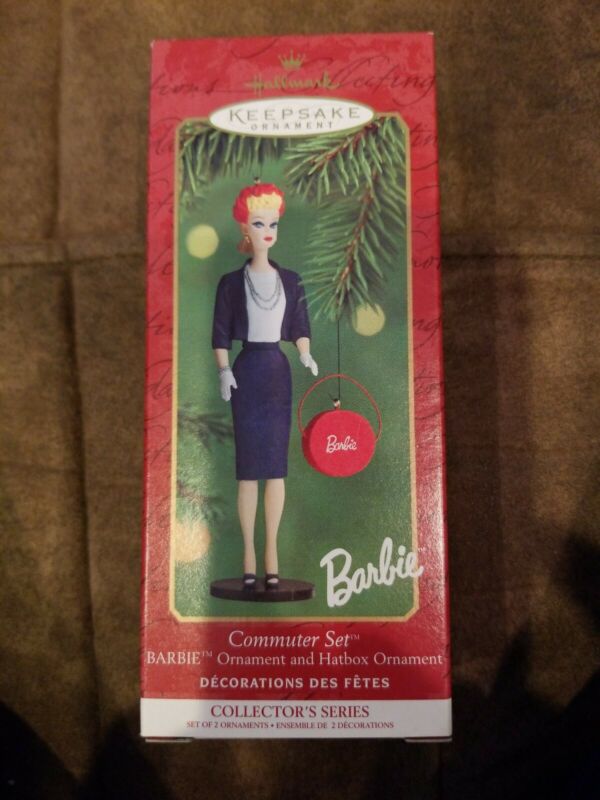 Hallmark
KEEPSAKE
ORNAMENT
Barbie
Barbie™
Commuter Set™
BARBIE™ Ornament and Hatbox Ornament
DÉCORATIONS DES FÊTES
COLLECTOR'S SERIES
SET OF 2 ORNAMENTS • ENSEMBLE DE 2 DÉCORATIONS